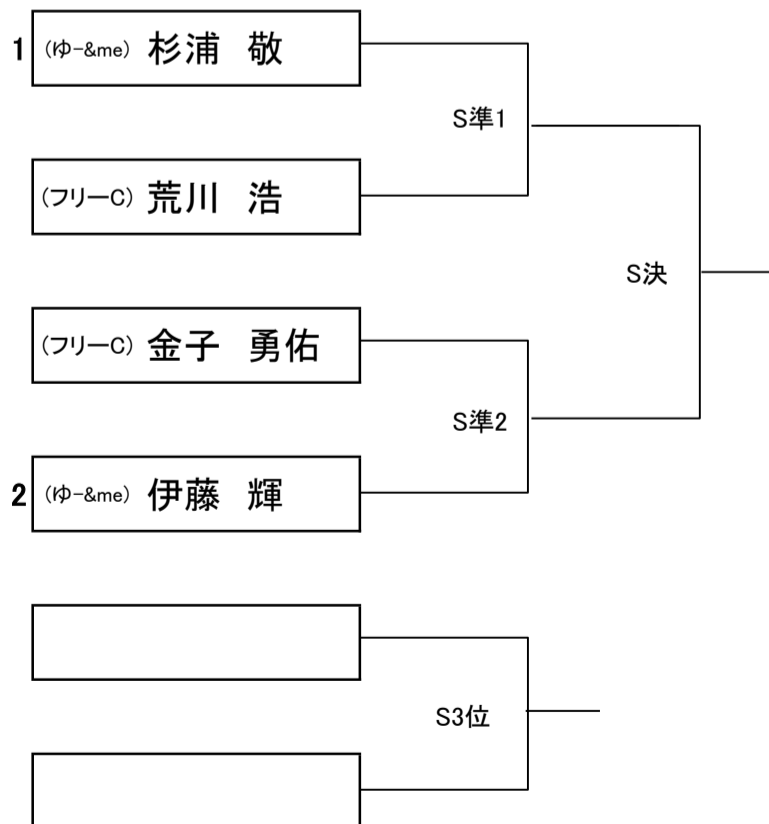 1 (ゆｰ&me) 杉浦 敬
S準1
(フリーC) 荒川 浩
S決
(フリーC) 金子 勇佑
S準2
2 (ゆｰ&me) 伊藤 輝
S3位